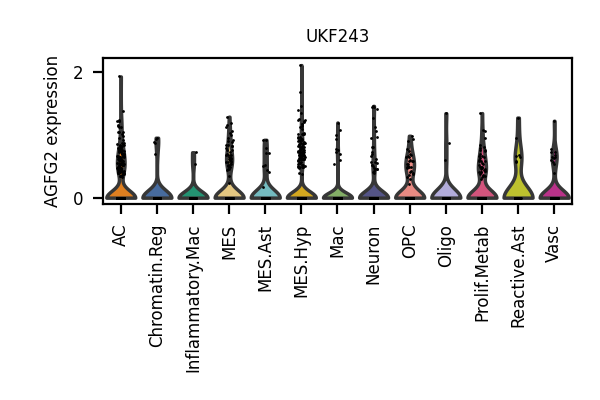 UKF243
AGFG2 expression
2
0
AC
Chromatin.Reg
Inflammatory.Mac
MES
MES.Ast
MES.Hyp
Mac
Neuron
OPC
Oligo
Prolif.Metab
Reactive.Ast
Vasc